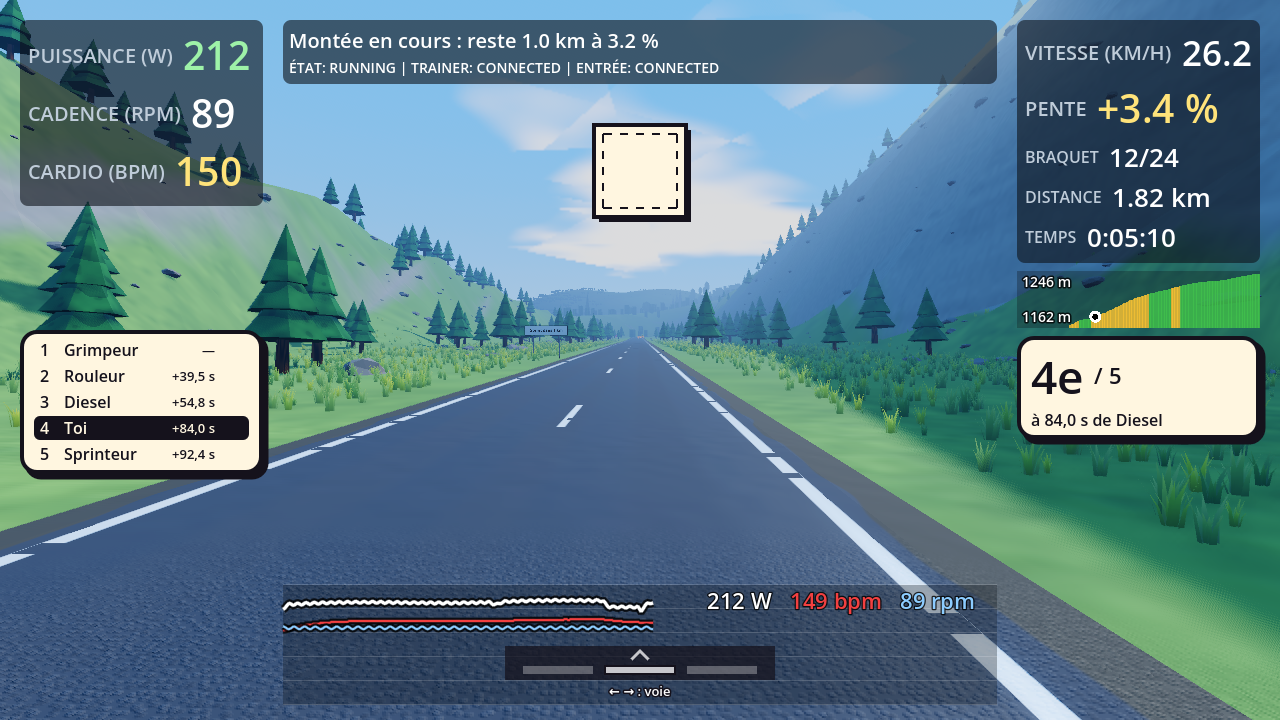 PUISSANCE (W) 212
CADENCE (RPM) 89
CARDIO (BPM) 150
Montée en cours : reste 1.0 km à 3.2 %
ÉTAT: RUNNING | TRAINER: CONNECTED | ENTRÉE: CONNECTED
VITESSE (KM/H) 26.2
PENTE +3.4 %
BRAQUET 12/24
DISTANCE 1.82 km
TEMPS 0:05:10
1246 m
1162 m
1 Grimpeur —
2 Rouleur +39,5 s
3 Diesel +54,8 s
4 Toi +84,0 s
5 Sprinteur +92,4 s
4e / 5
à 84,0 s de Diesel
212 W 149 bpm 89 rpm
← → : voie